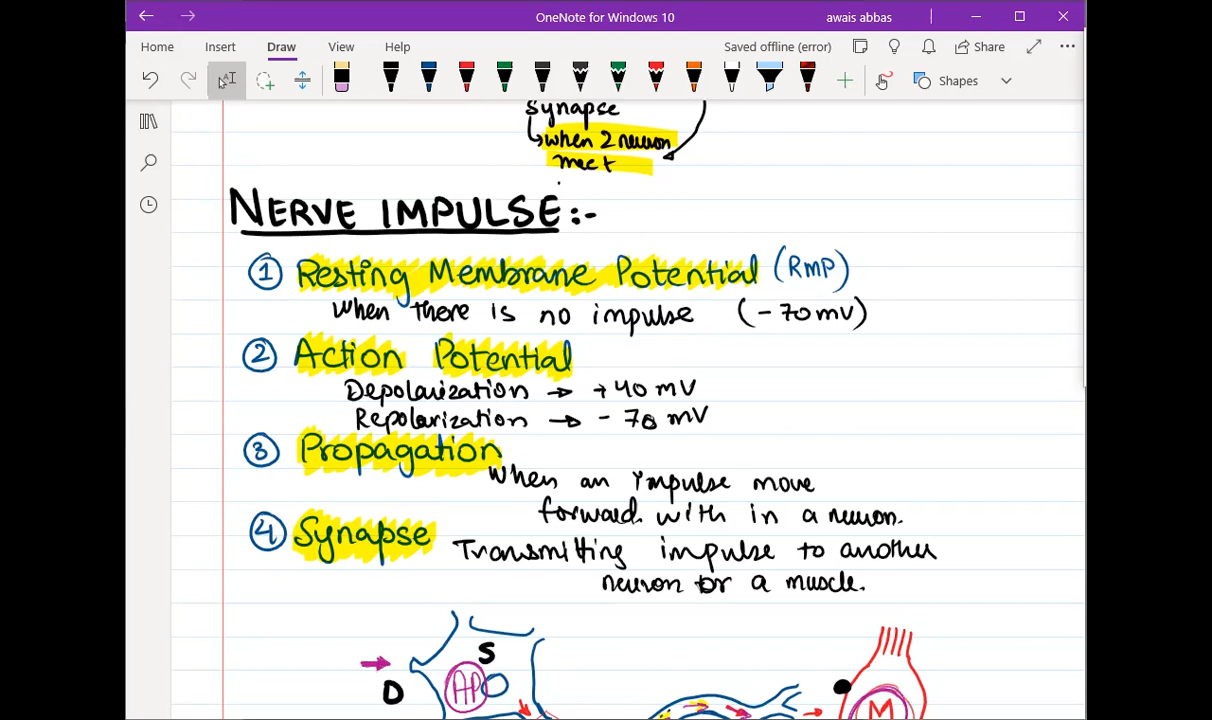 OneNote for Windows 10
awais abbas
Home Insert Draw View Help
Saved offline (error)
Share
Shapes
Synapse
when 2 neuron
meet
NERVE IMPULSE:-
1 Resting Membrane Potential (RMP)
When there is no impulse (-70mV)
2 Action Potential
Depolarization → +40 mV
Repolarization → - 70 mV
3 Propagation
When an impulse move
forward with in a neuron.
4 Synapse
Transmitting impulse to another
neuron or a muscle.
S
D
AP
M